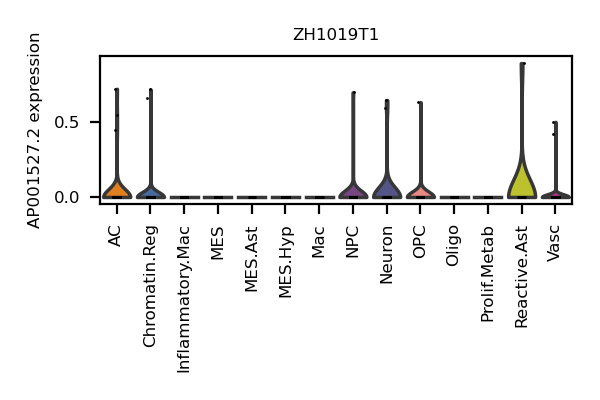 ZH1019T1
AP001527.2 expression
0.5
0.0
AC
Chromatin.Reg
Inflammatory.Mac
MES
MES.Ast
MES.Hyp
Mac
NPC
Neuron
OPC
Oligo
Prolif.Metab
Reactive.Ast
Vasc